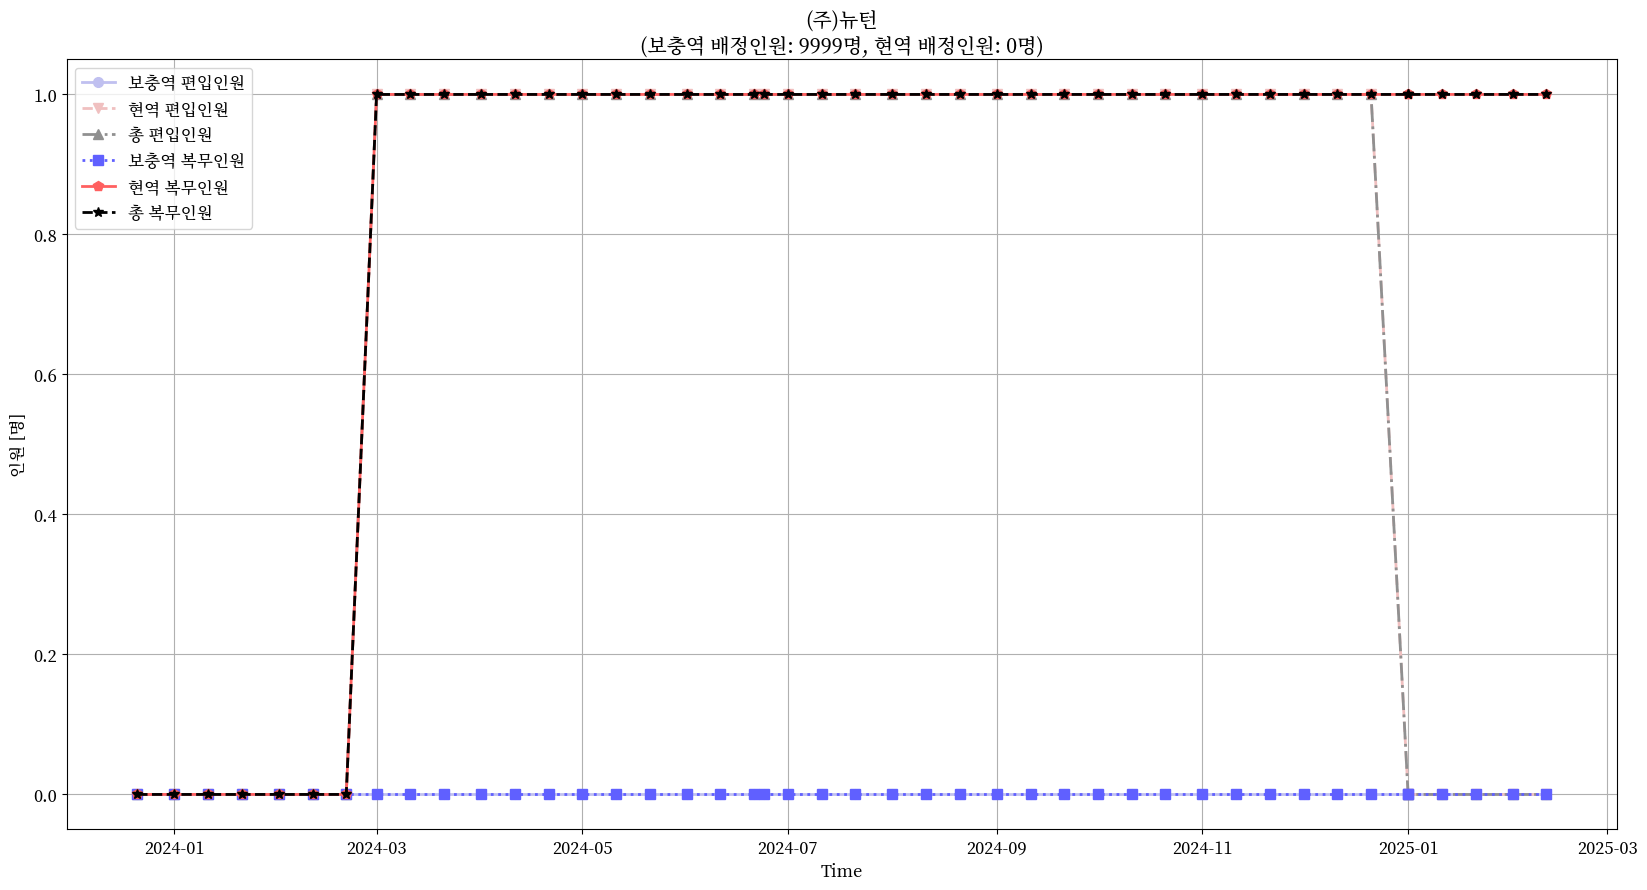 (주)뉴턴
(보충역 배정인원: 9999명, 현역 배정인원: 0명)
보충역 편입인원
현역 편입인원
총 편입인원
보충역 복무인원
현역 복무인원
총 복무인원
1.0
0.8
0.6
0.4
0.2
0.0
인원 [명]
2024-01
2024-03
2024-05
2024-07
2024-09
2024-11
2025-01
2025-03
Time